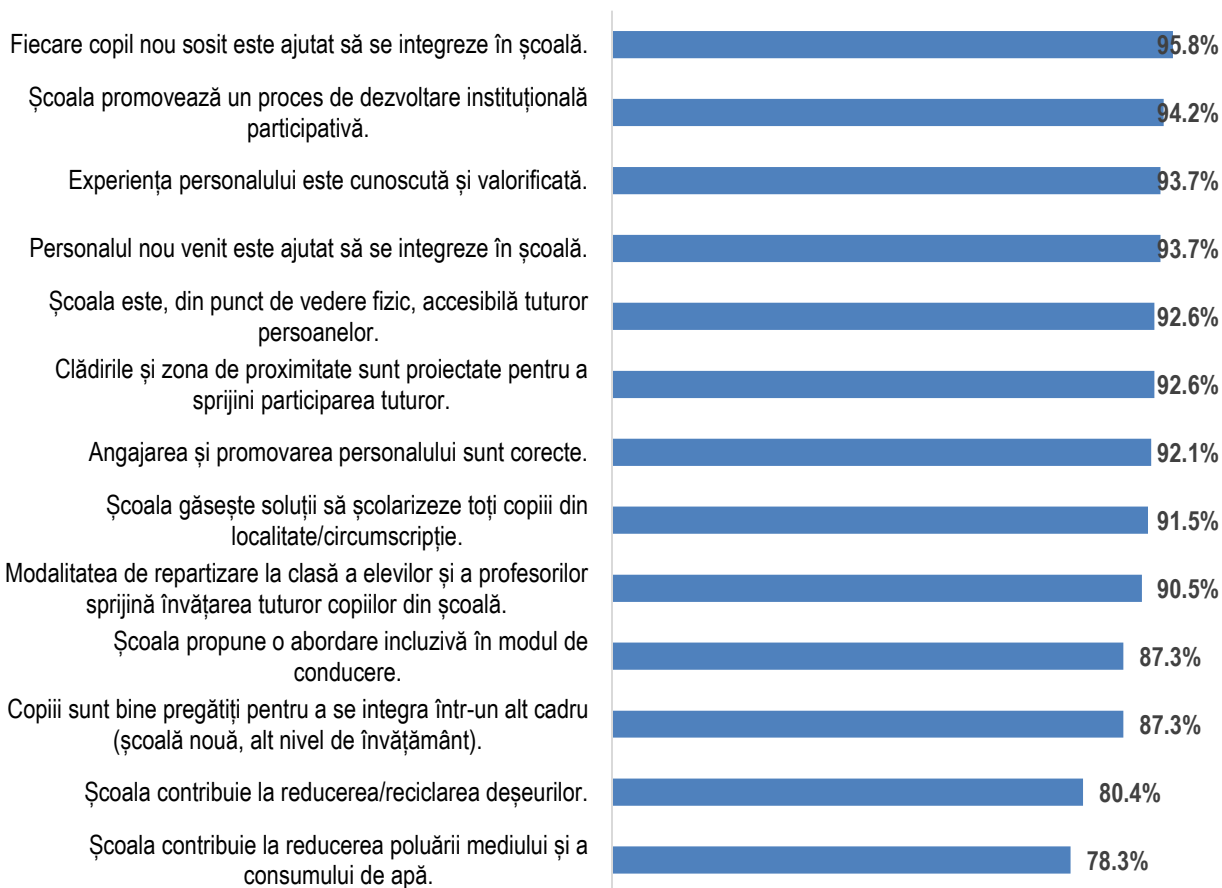 Fiecare copil nou sosit este ajutat să se integreze în școală.
95.8%
Școala promovează un proces de dezvoltare instituțională
participativă.
94.2%
Experiența personalului este cunoscută și valorificată.
93.7%
Personalul nou venit este ajutat să se integreze în școală.
93.7%
Școala este, din punct de vedere fizic, accesibilă tuturor
persoanelor.
92.6%
Clădirile și zona de proximitate sunt proiectate pentru a
sprijini participarea tuturor.
92.6%
Angajarea și promovarea personalului sunt corecte.
92.1%
Școala găsește soluții să școlarizeze toți copiii din
localitate/circumscripție.
91.5%
Modalitatea de repartizare la clasă a elevilor și a profesorilor
sprijină învățarea tuturor copiilor din școală.
90.5%
Școala propune o abordare incluzivă în modul de
conducere.
87.3%
Copiii sunt bine pregătiți pentru a se integra într-un alt cadru
(școală nouă, alt nivel de învățământ).
87.3%
Școala contribuie la reducerea/reciclarea deșeurilor.
80.4%
Școala contribuie la reducerea poluării mediului și a
consumului de apă.
78.3%